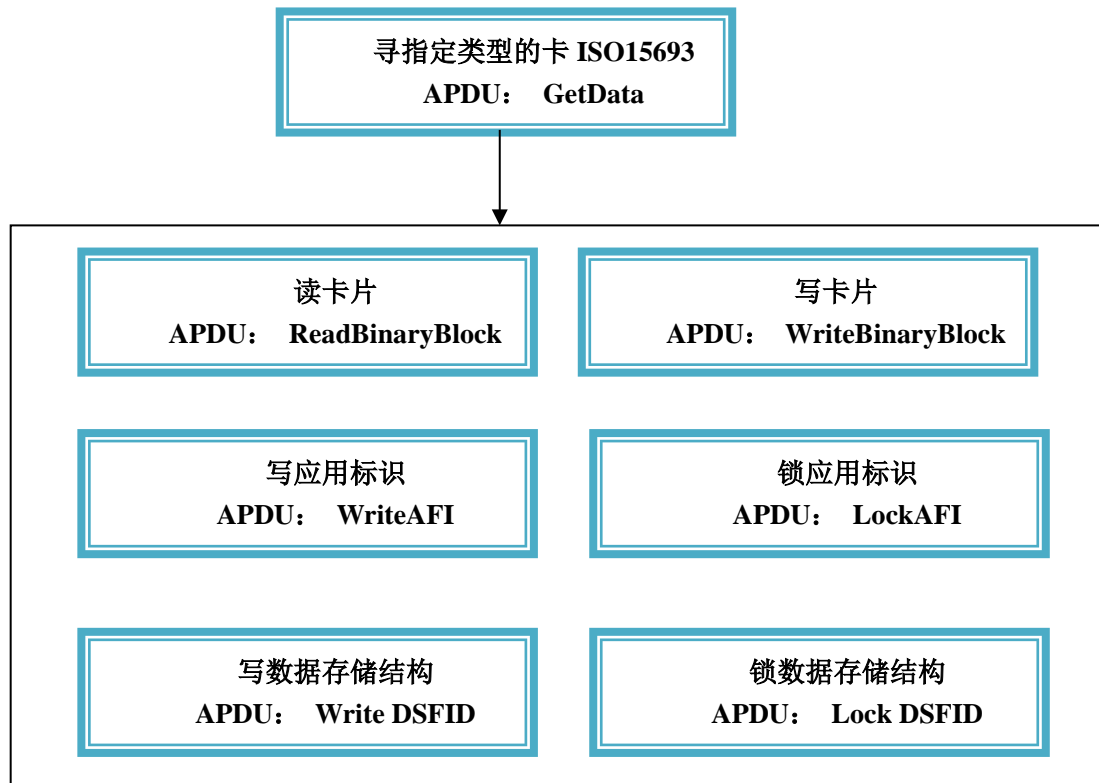 寻指定类型的卡 ISO15693
APDU： GetData
读卡片
APDU： ReadBinaryBlock
写卡片
APDU： WriteBinaryBlock
写应用标识
APDU： WriteAFI
锁应用标识
APDU： LockAFI
写数据存储结构
APDU： Write DSFID
锁数据存储结构
APDU： Lock DSFID